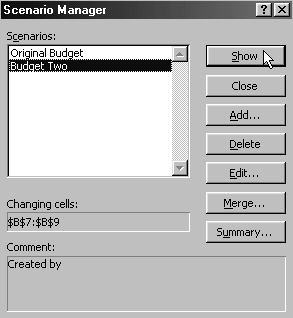 Scenario Manager
Scenarios:
Original Budget
Budget Two
Show
Close
Add...
Delete
Edit...
Merge...
Summary...
Changing cells:
$B$7:$B$9
Comment:
Created by